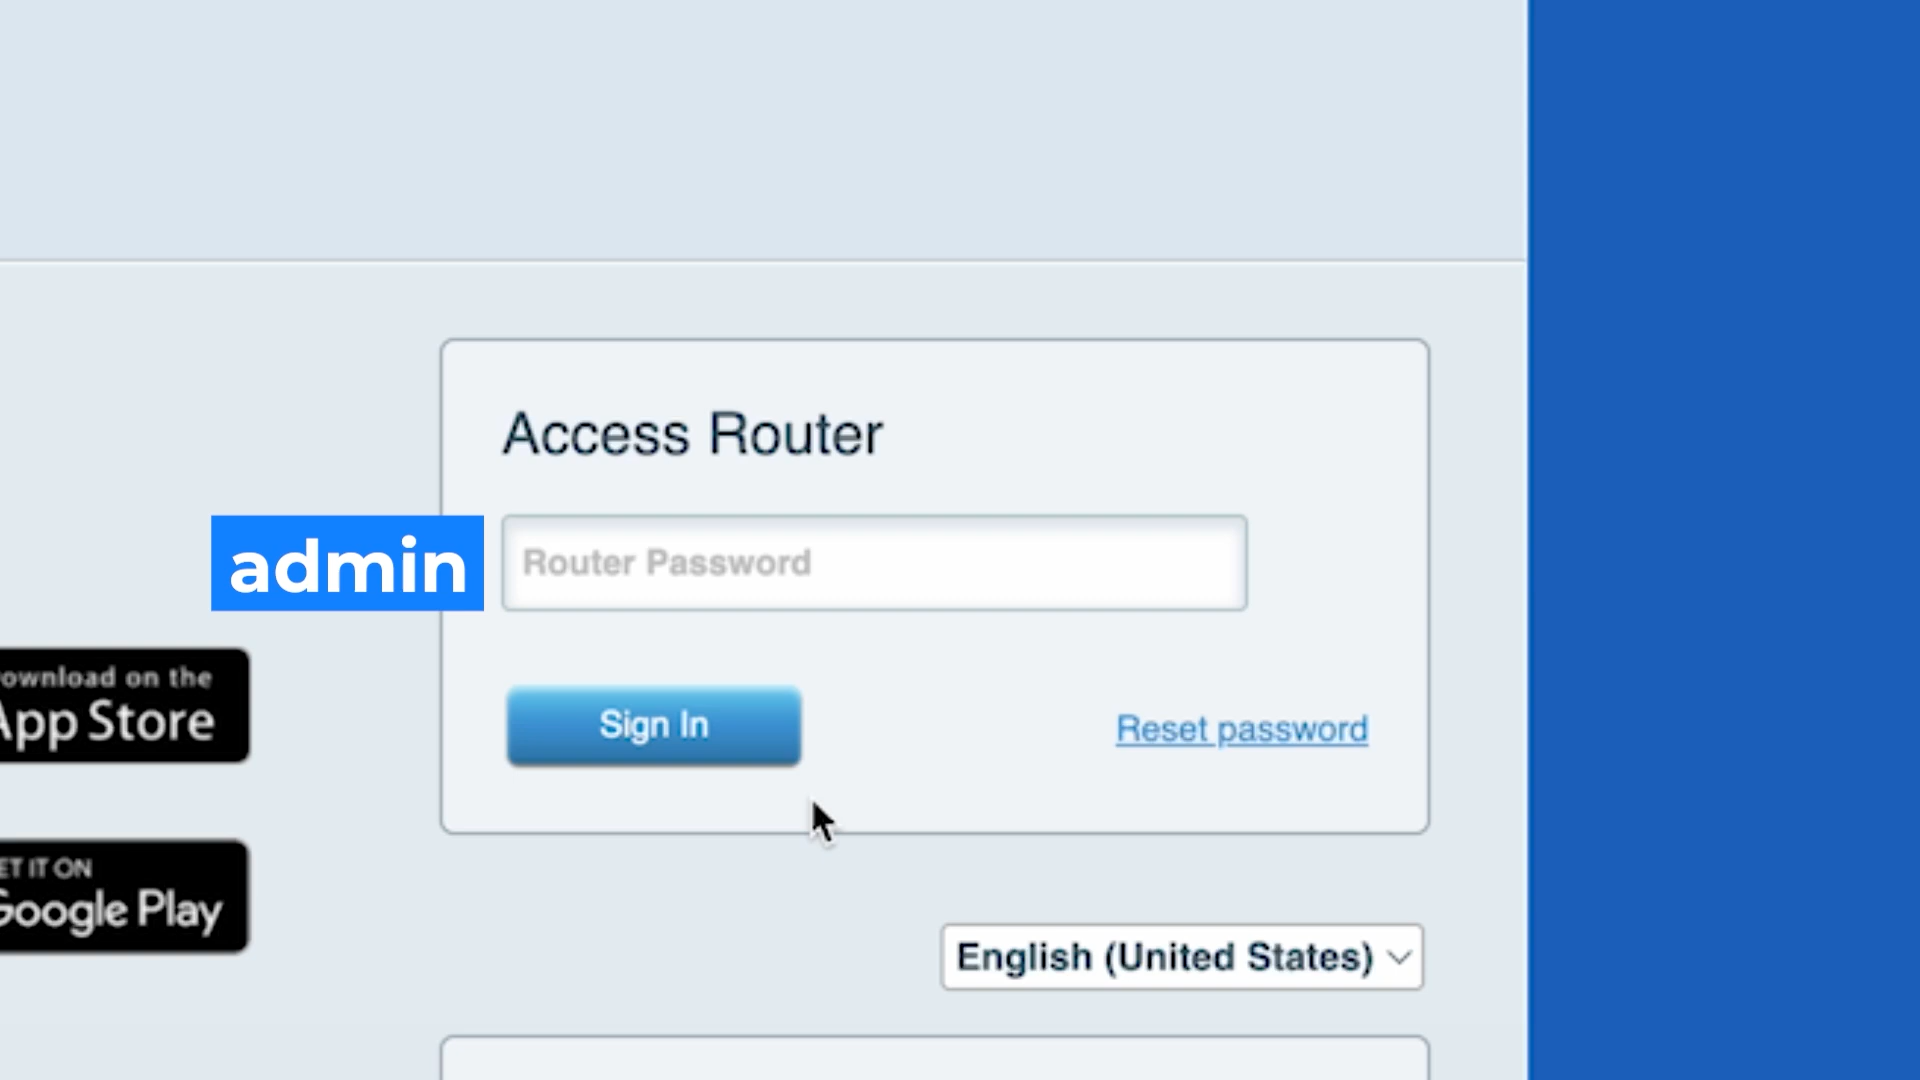 Access Router
admin
Router Password
Sign In
Reset password
ownload on the
App Store
ET IT ON
Google Play
English (United States)